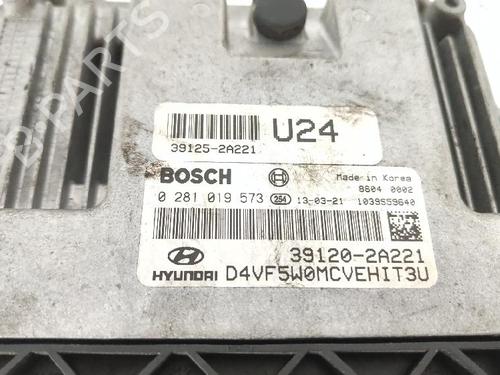 U24
39125-2A221
BOSCH
Made in Korea
8604 0002
0 281 019 573 254 13-03-21 1039S59640
39120-2A221
HYUNDAI D4VF5W0MCVEHIT3U